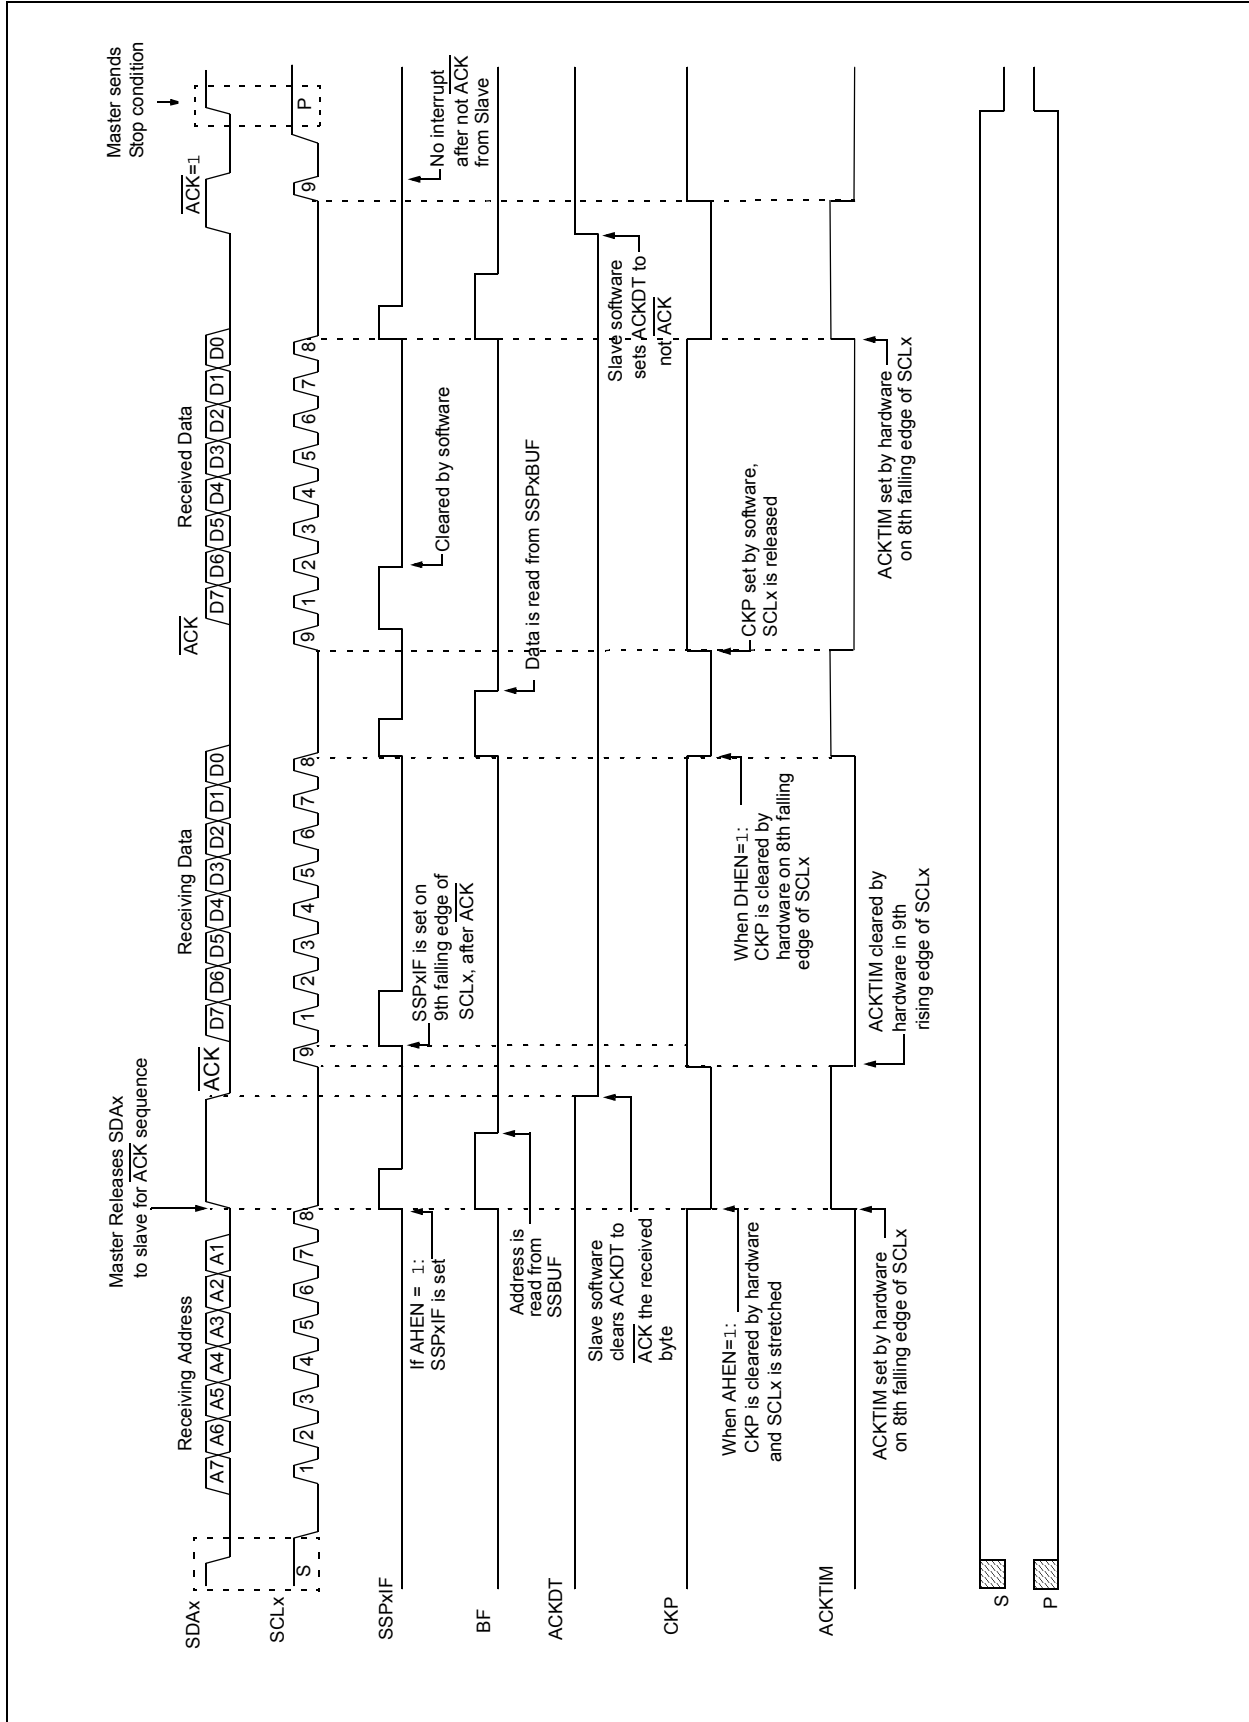 Master Releases SDAx
to slave for ACK sequence
Master sends
Stop condition
Receiving Address
Receiving Data
Received Data
ACK
ACK
ACK=1
SDAx
A7 A6 A5 A4 A3 A2 A1
D7 D6 D5 D4 D3 D2 D1 D0
D7 D6 D5 D4 D3 D2 D1 D0
SCLx
S
1 2 3 4 5 6 7 8 9
1 2 3 4 5 6 7 8 9
1 2 3 4 5 6 7 8 9
P
SSPxIF
If AHEN = 1:
SSPxIF is set
SSPxIF is set on
9th falling edge of
SCLx, after ACK
Cleared by software
No interrupt
after not ACK
from Slave
BF
Address is
read from
SSBUF
Data is read from SSPxBUF
ACKDT
Slave software
clears ACKDT to
ACK the received
byte
Slave software
sets ACKDT to
not ACK
CKP
When AHEN=1:
CKP is cleared by hardware
and SCLx is stretched
When DHEN=1:
CKP is cleared by
hardware on 8th falling
edge of SCLx
CKP set by software,
SCLx is released
ACKTIM
ACKTIM set by hardware
on 8th falling edge of SCLx
ACKTIM cleared by
hardware in 9th
rising edge of SCLx
ACKTIM set by hardware
on 8th falling edge of SCLx
S
P